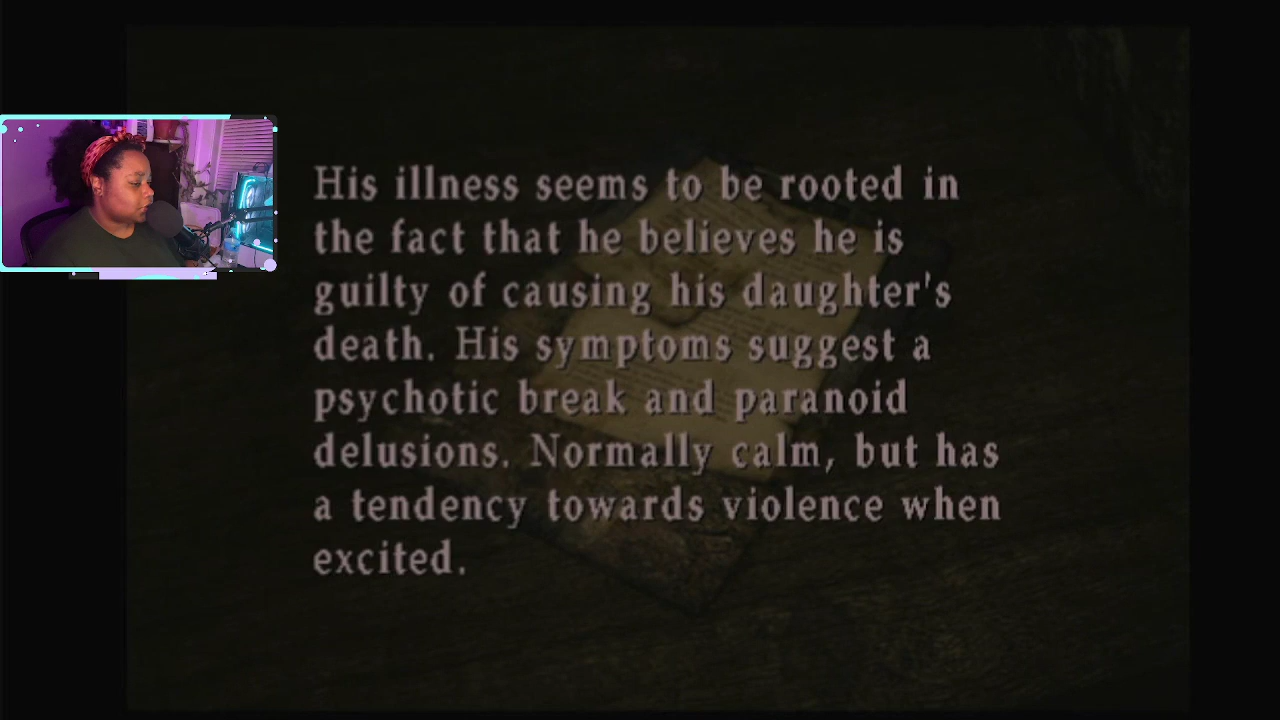 His illness seems to be rooted in
the fact that he believes he is
guilty of causing his daughter's
death. His symptoms suggest a
psychotic break and paranoid
delusions. Normally calm, but has
a tendency towards violence when
excited.